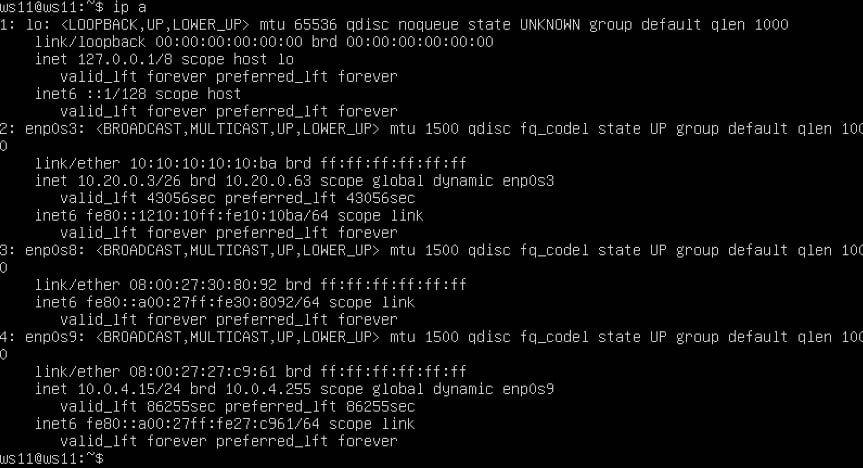 ws11@ws11:~$ ip a
1: lo: <LOOPBACK,UP,LOWER_UP> mtu 65536 qdisc noqueue state UNKNOWN group default qlen 1000
    link/loopback 00:00:00:00:00:00 brd 00:00:00:00:00:00
    inet 127.0.0.1/8 scope host lo
       valid_lft forever preferred_lft forever
    inet6 ::1/128 scope host
       valid_lft forever preferred_lft forever
2: enp0s3: <BROADCAST,MULTICAST,UP,LOWER_UP> mtu 1500 qdisc fq_codel state UP group default qlen 100
0
    link/ether 10:10:10:10:10:ba brd ff:ff:ff:ff:ff:ff
    inet 10.20.0.3/26 brd 10.20.0.63 scope global dynamic enp0s3
       valid_lft 43056sec preferred_lft 43056sec
    inet6 fe80::1210:10ff:fe10:10ba/64 scope link
       valid_lft forever preferred_lft forever
3: enp0s8: <BROADCAST,MULTICAST,UP,LOWER_UP> mtu 1500 qdisc fq_codel state UP group default qlen 100
0
    link/ether 08:00:27:30:80:92 brd ff:ff:ff:ff:ff:ff
    inet6 fe80::a00:27ff:fe30:8092/64 scope link
       valid_lft forever preferred_lft forever
4: enp0s9: <BROADCAST,MULTICAST,UP,LOWER_UP> mtu 1500 qdisc fq_codel state UP group default qlen 100
0
    link/ether 08:00:27:27:c9:61 brd ff:ff:ff:ff:ff:ff
    inet 10.0.4.15/24 brd 10.0.4.255 scope global dynamic enp0s9
       valid_lft 86255sec preferred_lft 86255sec
    inet6 fe80::a00:27ff:fe27:c961/64 scope link
       valid_lft forever preferred_lft forever
ws11@ws11:~$